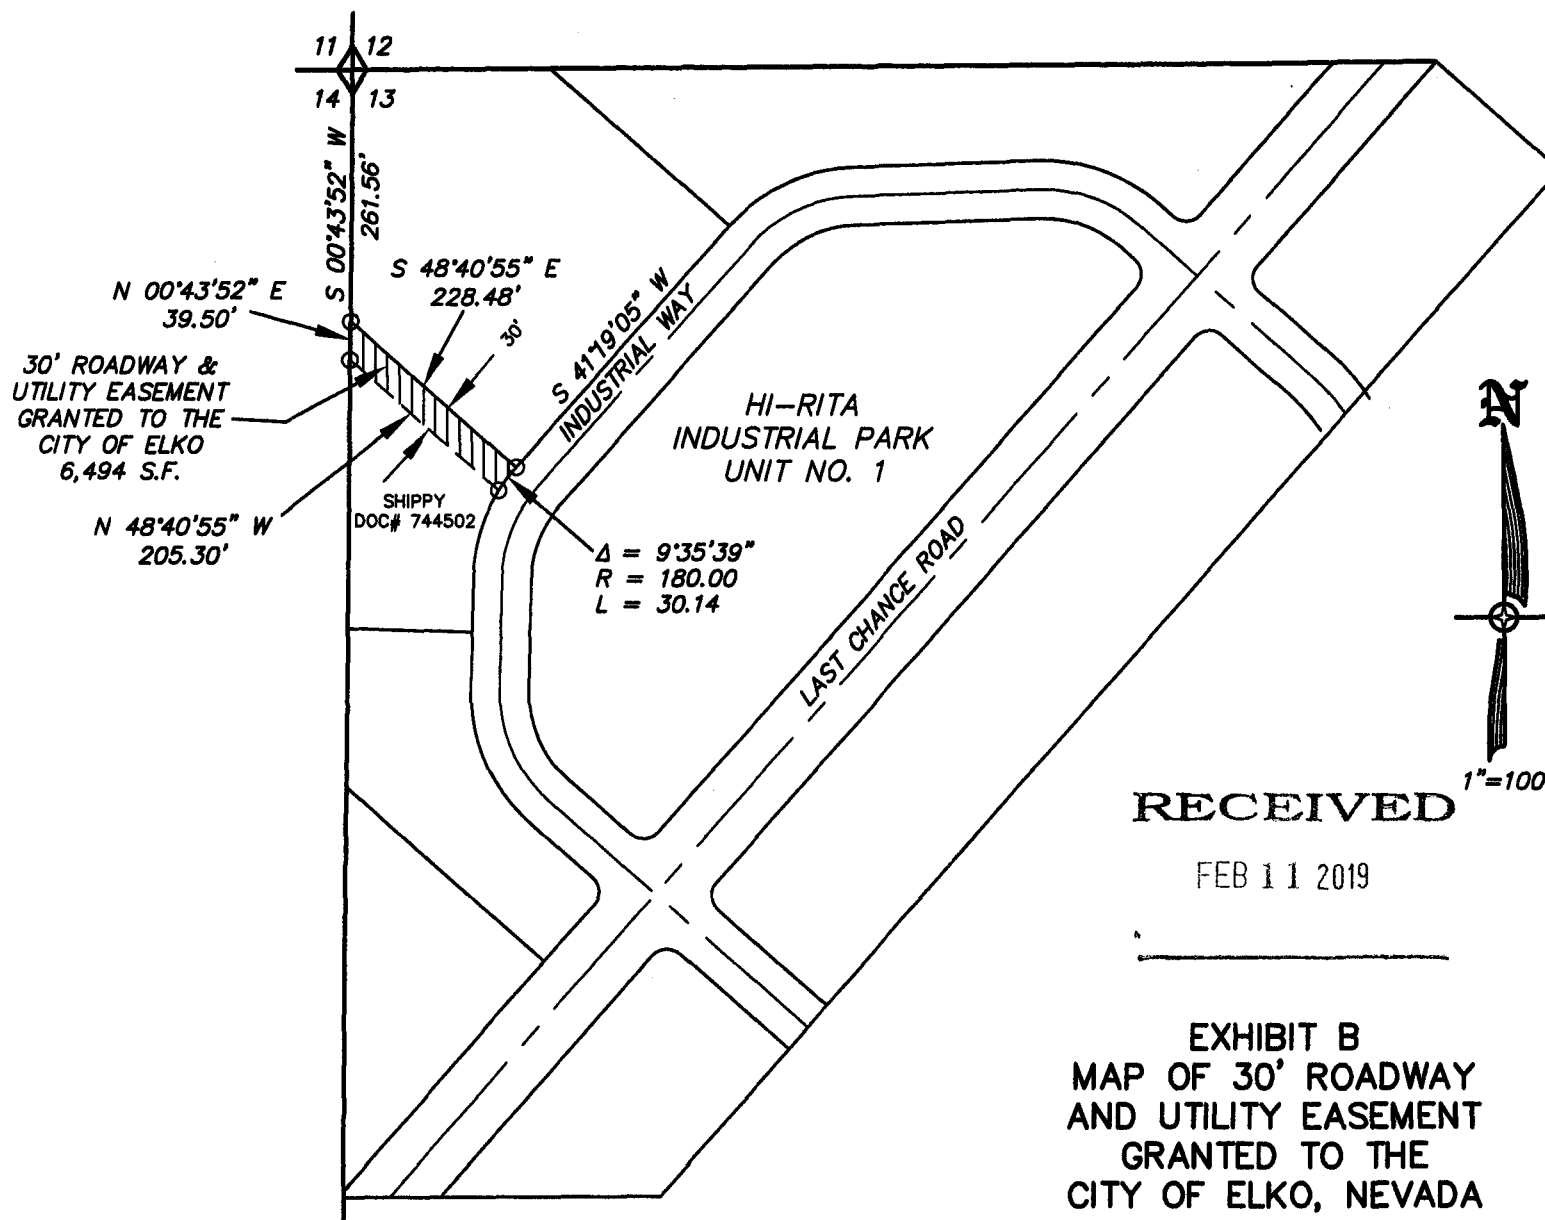 11 12
14 13
S 00°43'52" W
261.56'
N 00°43'52" E
39.50'
S 48°40'55" E
228.48'
30'
30' ROADWAY &
UTILITY EASEMENT
GRANTED TO THE
CITY OF ELKO
6,494 S.F.
N 48°40'55" W
205.30'
SHIPPY
DOC# 744502
S 41°19'05" W
INDUSTRIAL WAY
HI-RITA
INDUSTRIAL PARK
UNIT NO. 1
Δ = 9°35'39"
R = 180.00
L = 30.14
LAST CHANCE ROAD
N
1"=100
RECEIVED
FEB 11 2019
EXHIBIT B
MAP OF 30' ROADWAY
AND UTILITY EASEMENT
GRANTED TO THE
CITY OF ELKO, NEVADA